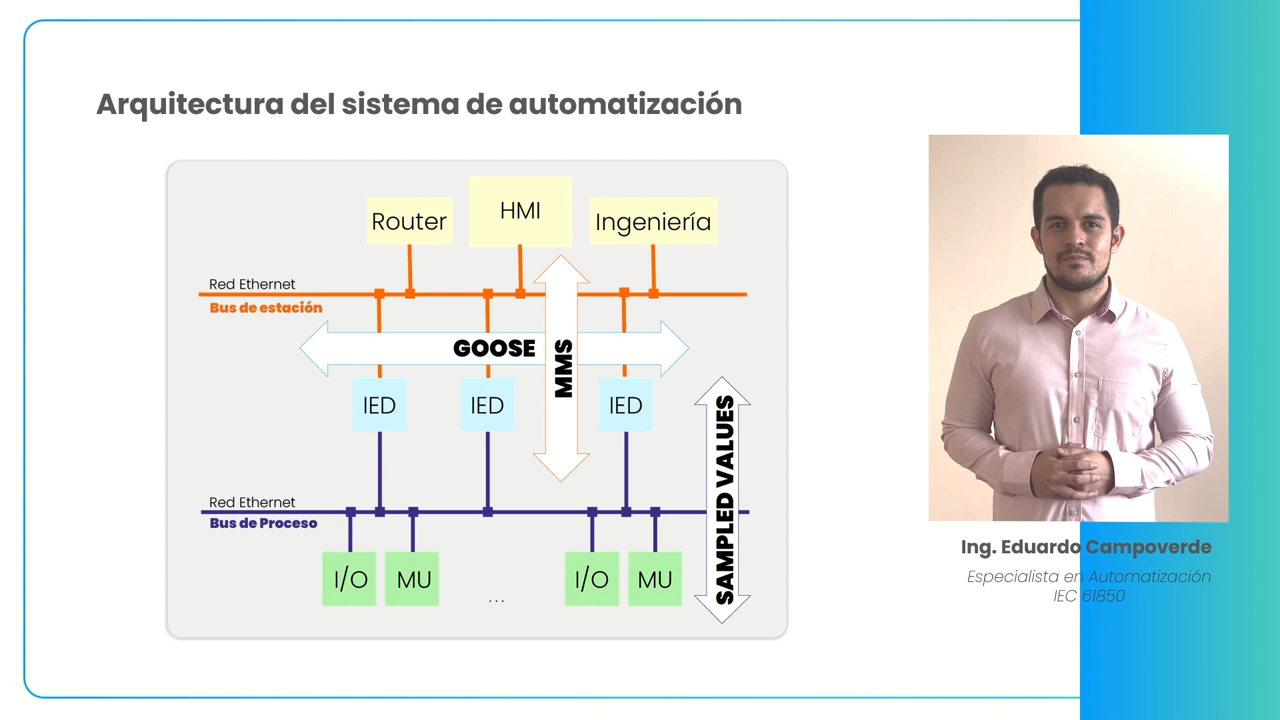 Arquitectura del sistema de automatización
Router
HMI
Ingeniería
Red Ethernet
Bus de estación
GOOSE
MMS
IED
IED
IED
SAMPLED VALUES
Red Ethernet
Bus de Proceso
I/O
MU
...
I/O
MU
Ing. Eduardo Campoverde
Especialista en Automatización
IEC 61850